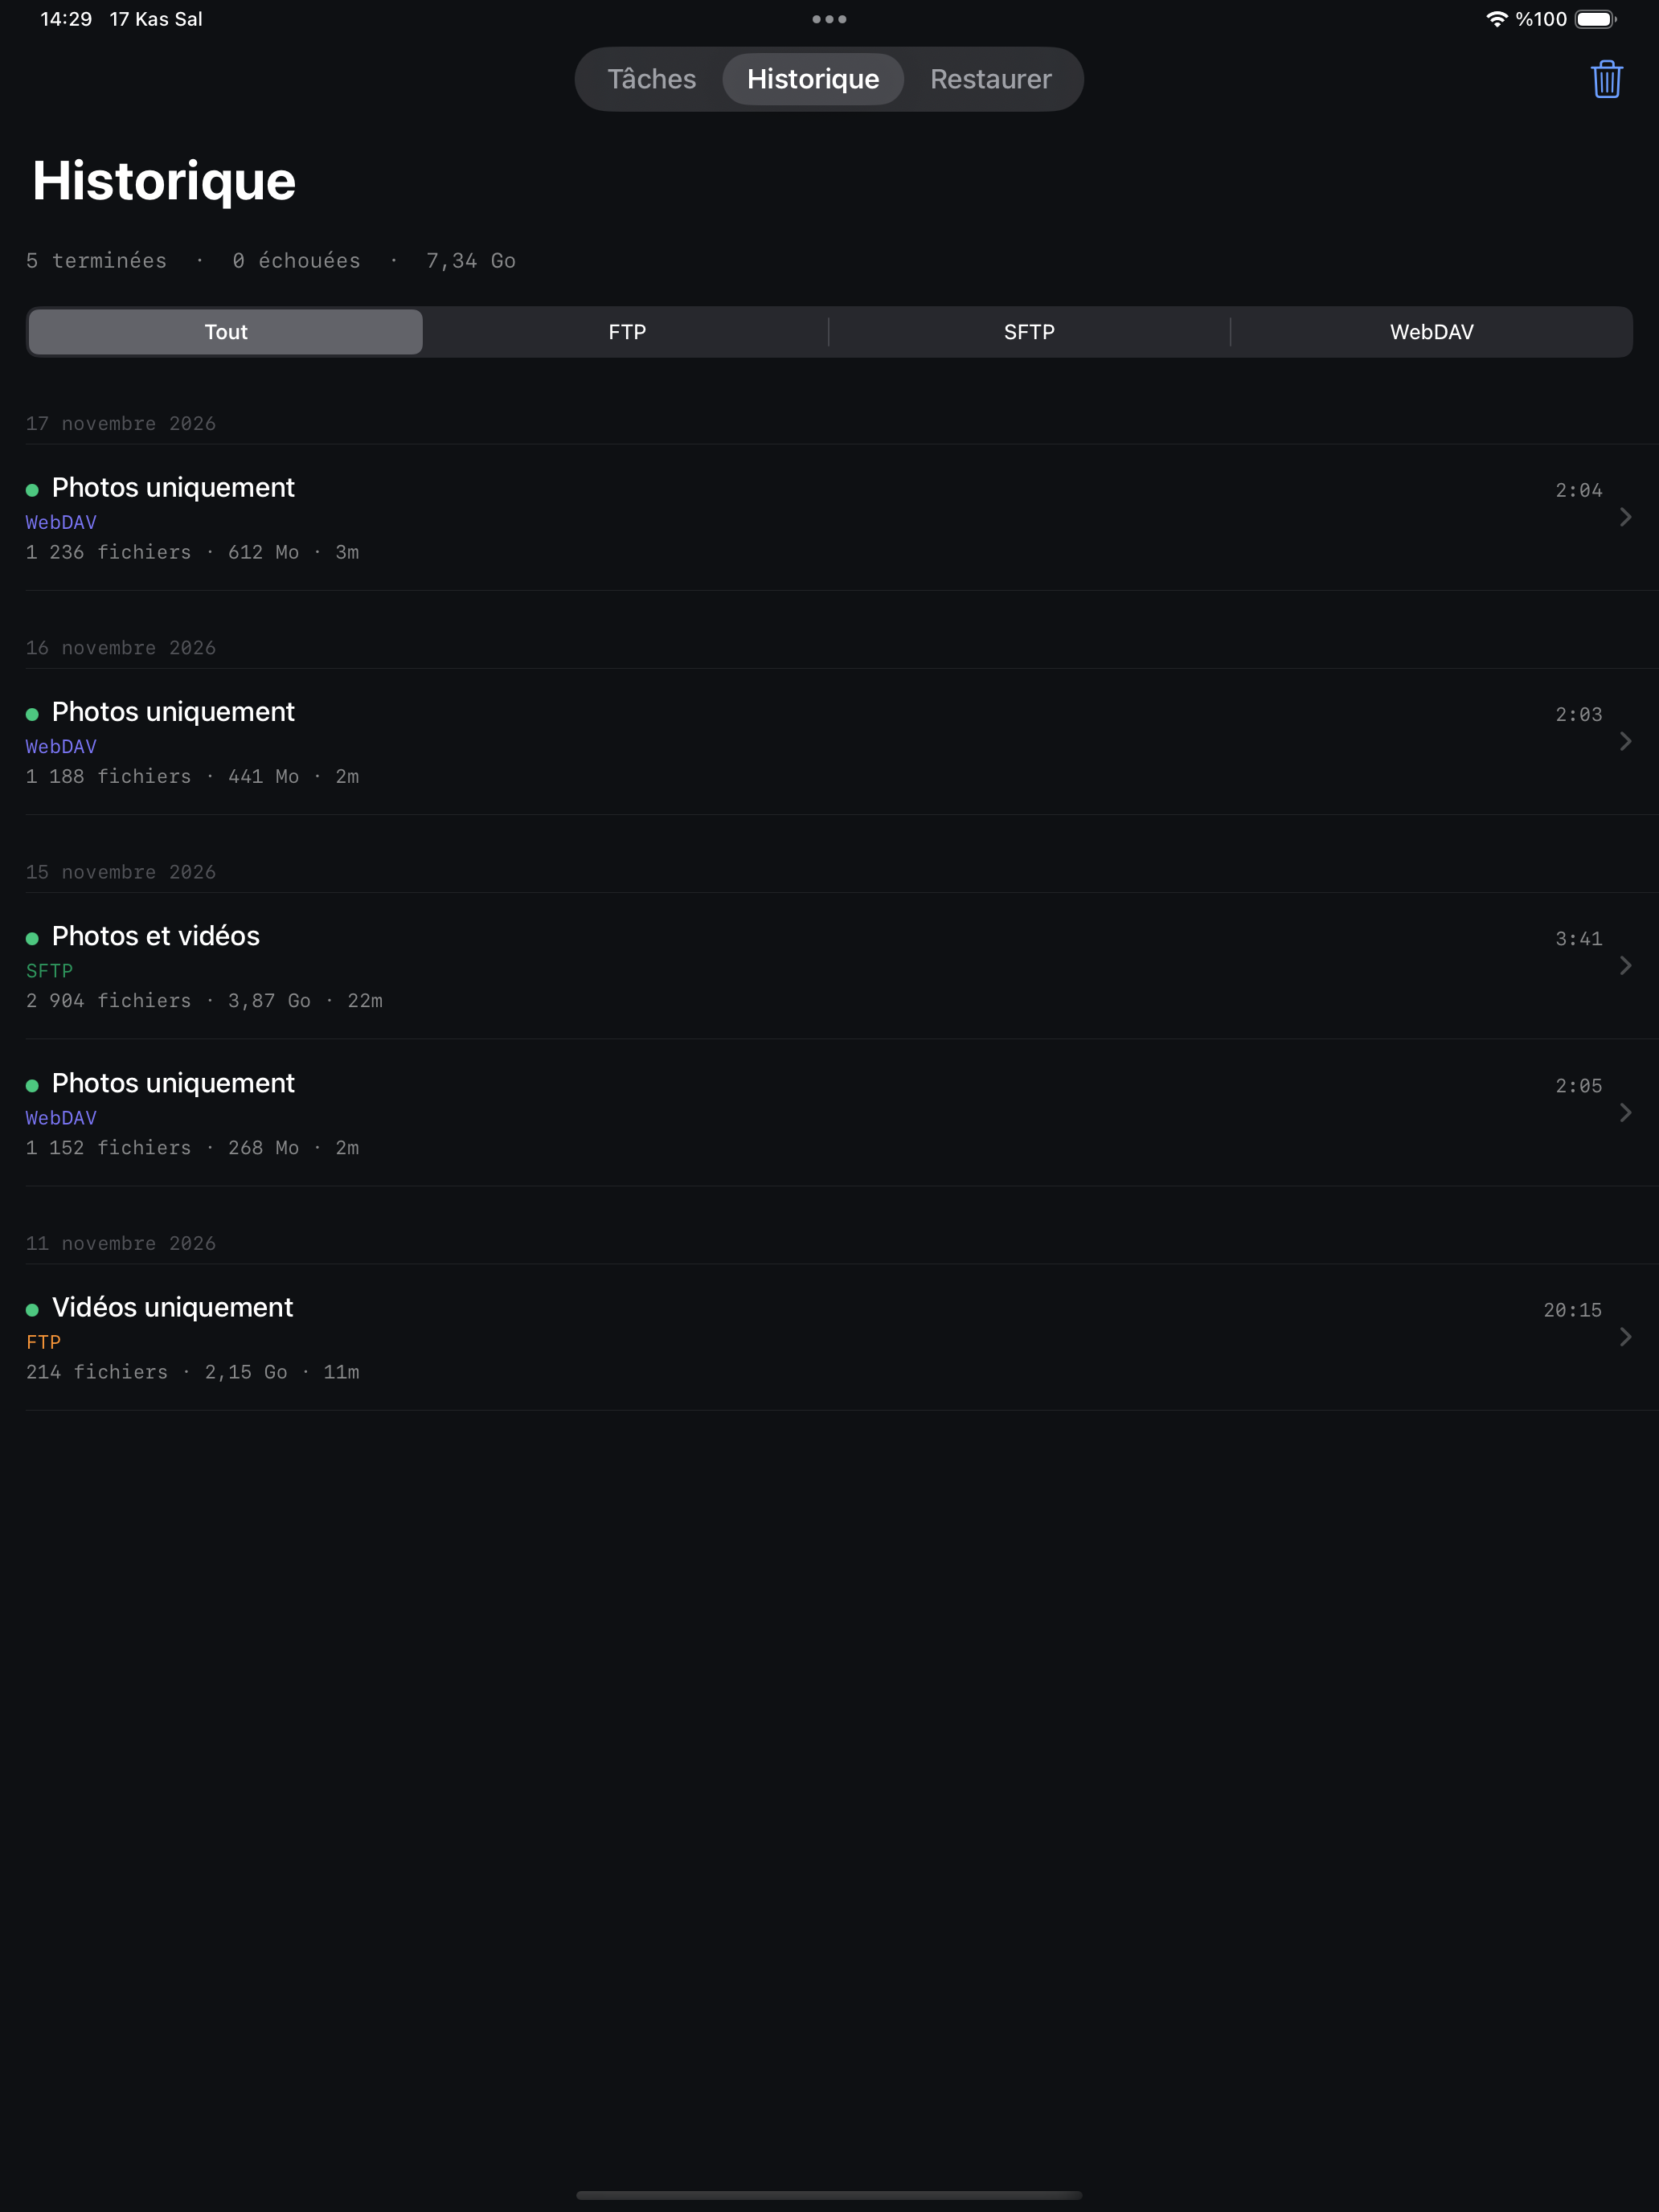 14:29 17 Kas Sal
%100
Tâches Historique Restaurer
Historique
5 terminées · 0 échouées · 7,34 Go
Tout FTP SFTP WebDAV
17 novembre 2026
Photos uniquement 2:04
WebDAV
1 236 fichiers · 612 Mo · 3m
16 novembre 2026
Photos uniquement 2:03
WebDAV
1 188 fichiers · 441 Mo · 2m
15 novembre 2026
Photos et vidéos 3:41
SFTP
2 904 fichiers · 3,87 Go · 22m
Photos uniquement 2:05
WebDAV
1 152 fichiers · 268 Mo · 2m
11 novembre 2026
Vidéos uniquement 20:15
FTP
214 fichiers · 2,15 Go · 11m